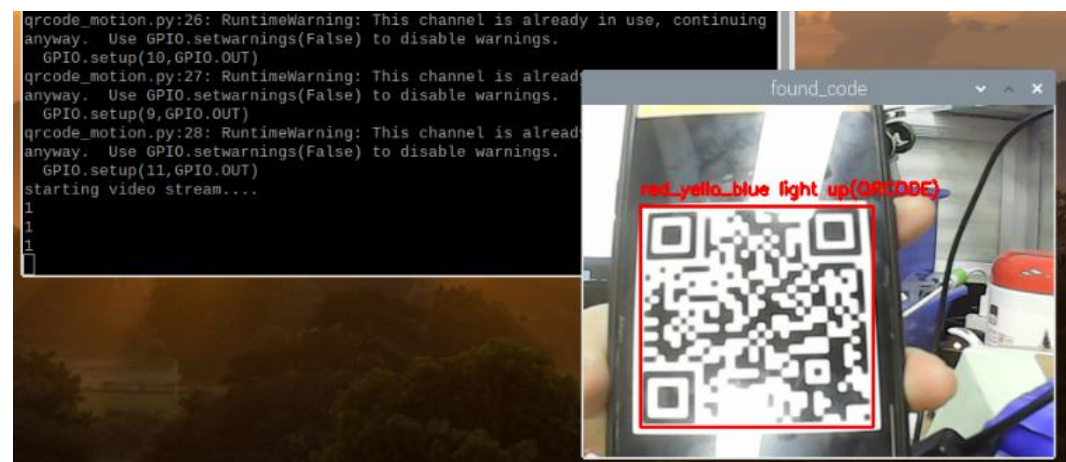 qrcode_motion.py:26: RuntimeWarning: This channel is already in use, continuing
anyway.  Use GPIO.setwarnings(False) to disable warnings.
  GPIO.setup(10,GPIO.OUT)
qrcode_motion.py:27: RuntimeWarning: This channel is alread
anyway.  Use GPIO.setwarnings(False) to disable warnings.
  GPIO.setup(9,GPIO.OUT)
qrcode_motion.py:28: RuntimeWarning: This channel is alread
anyway.  Use GPIO.setwarnings(False) to disable warnings.
  GPIO.setup(11,GPIO.OUT)
starting video stream....
1
1
1
found_code
red_yello_blue light up(QRCODE)